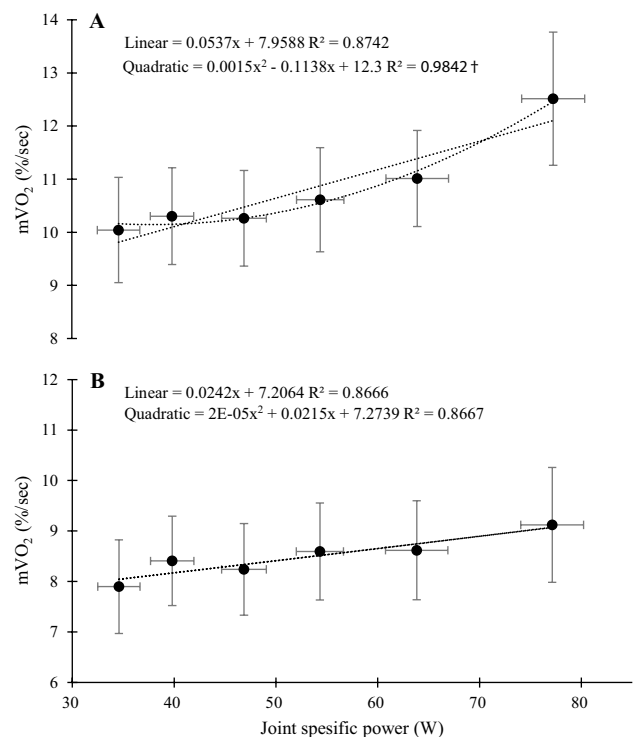 A
Linear = 0.0537x + 7.9588 R² = 0.8742
Quadratic = 0.0015x² - 0.1138x + 12.3 R² = 0.9842 †
mVO₂ (%/sec)
14
13
12
11
10
9
8
B
Linear = 0.0242x + 7.2064 R² = 0.8666
Quadratic = 2E-05x² + 0.0215x + 7.2739 R² = 0.8667
mVO₂ (%/sec)
12
11
10
9
8
7
6
30 40 50 60 70 80
Joint spesific power (W)